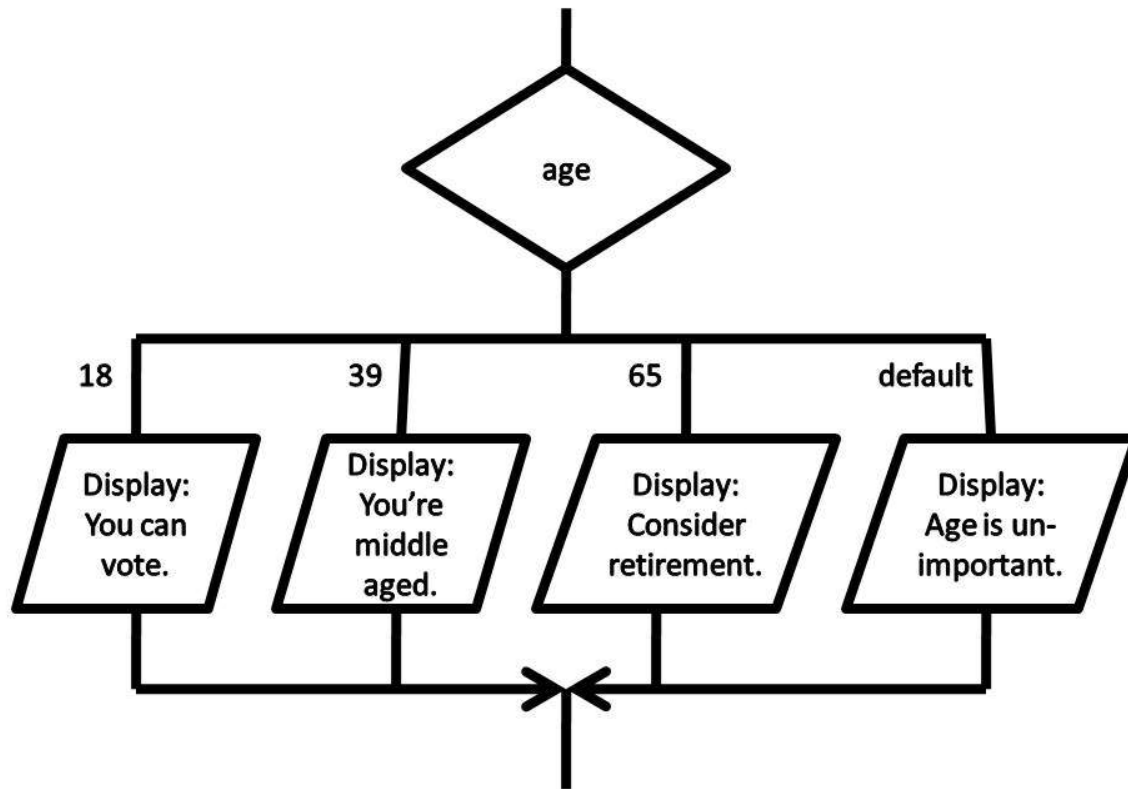 age
18
39
65
default
Display:
You can
vote.
Display:
You’re
middle
aged.
Display:
Consider
retirement.
Display:
Age is un-
important.